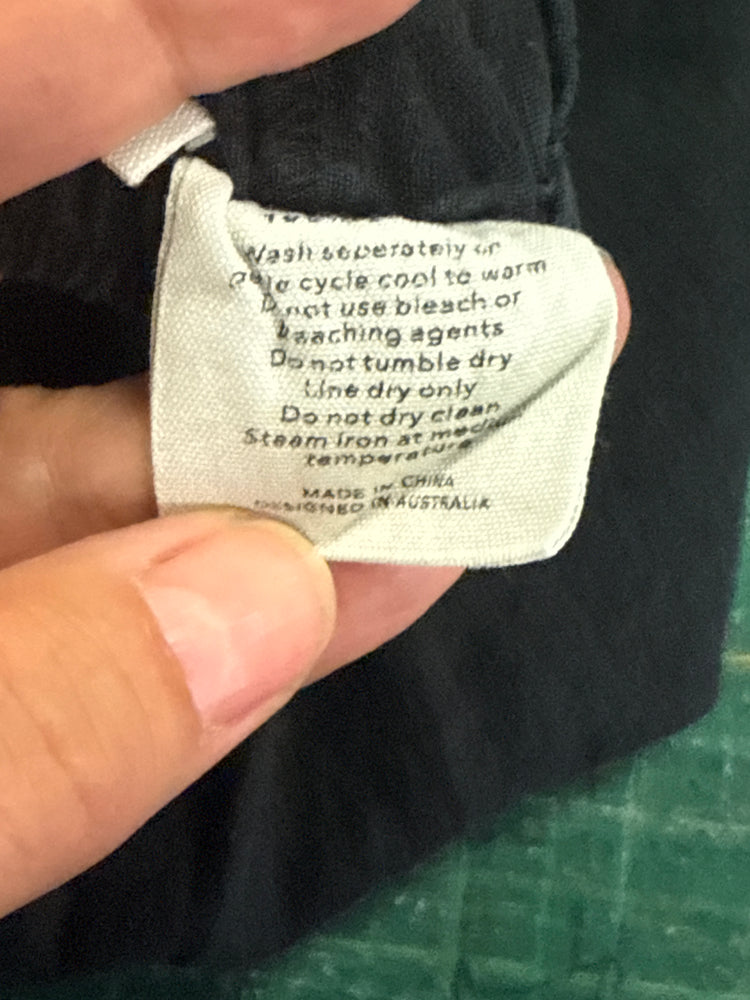 Wash seperately on
cycle cool to warm
Do not use bleach or
bleaching agents
Do not tumble dry
Line dry only
Do not dry clean
Steam iron at medium
temperature
MADE IN CHINA
DESIGNED IN AUSTRALIA